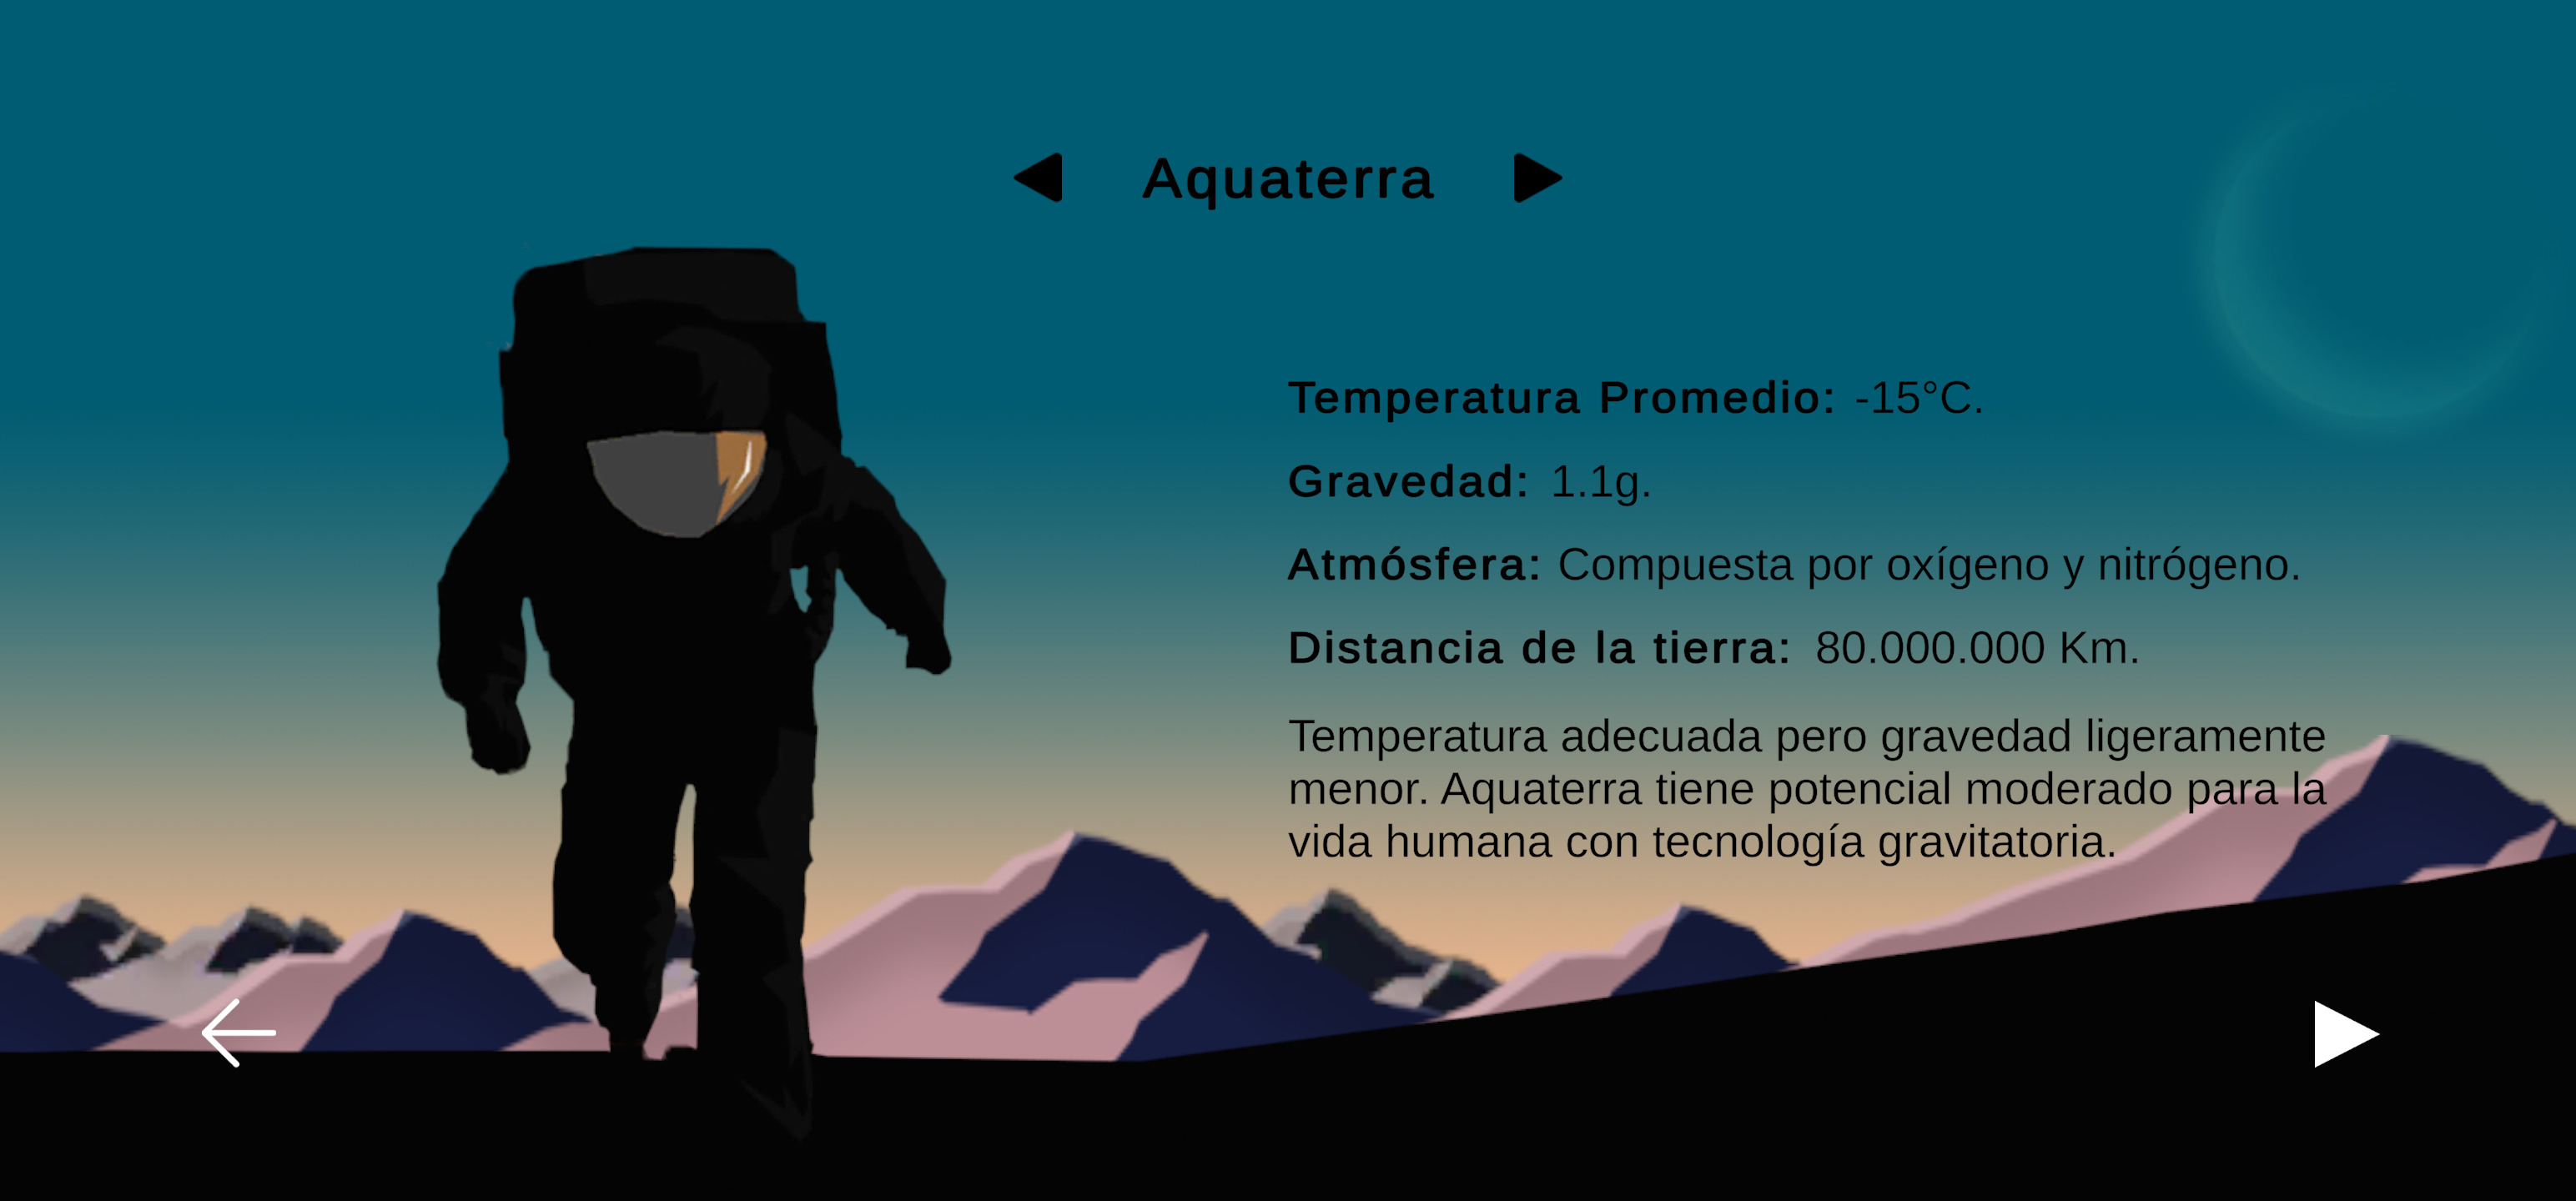 Aquaterra
Temperatura Promedio: -15°C.
Gravedad: 1.1g.
Atmósfera: Compuesta por oxígeno y nitrógeno.
Distancia de la tierra: 80.000.000 Km.
Temperatura adecuada pero gravedad ligeramente
menor. Aquaterra tiene potencial moderado para la
vida humana con tecnología gravitatoria.